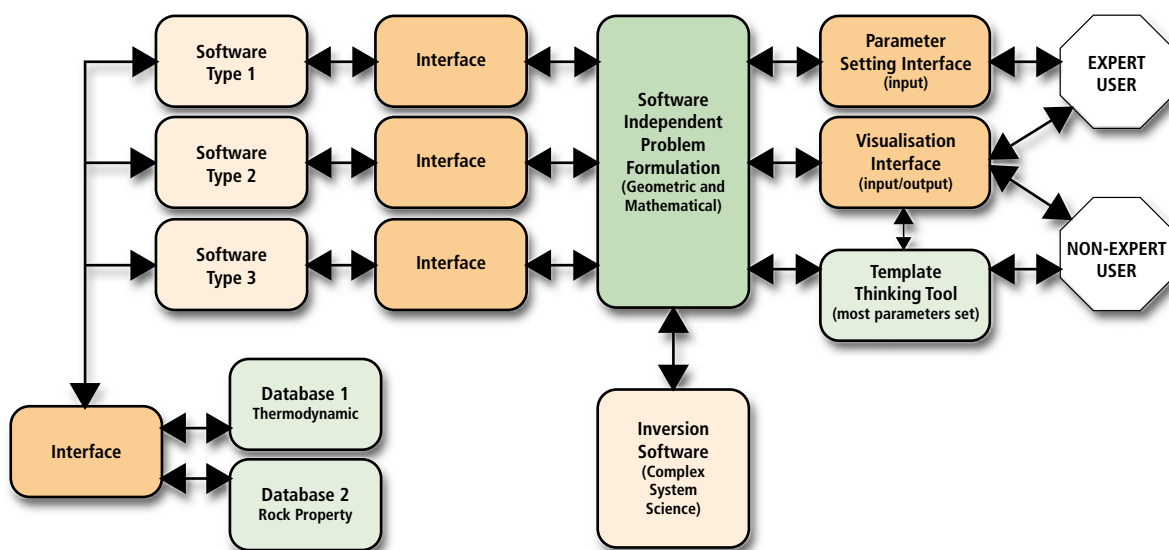 Software
Type 1
Interface
Software
Independent
Problem
Formulation
(Geometric and
Mathematical)
Parameter
Setting Interface
(input)
EXPERT
USER
Software
Type 2
Interface
Visualisation
Interface
(input/output)
Software
Type 3
Interface
Template
Thinking Tool
(most parameters set)
NON-EXPERT
USER
Interface
Database 1
Thermodynamic
Database 2
Rock Property
Inversion
Software
(Complex
System
Science)